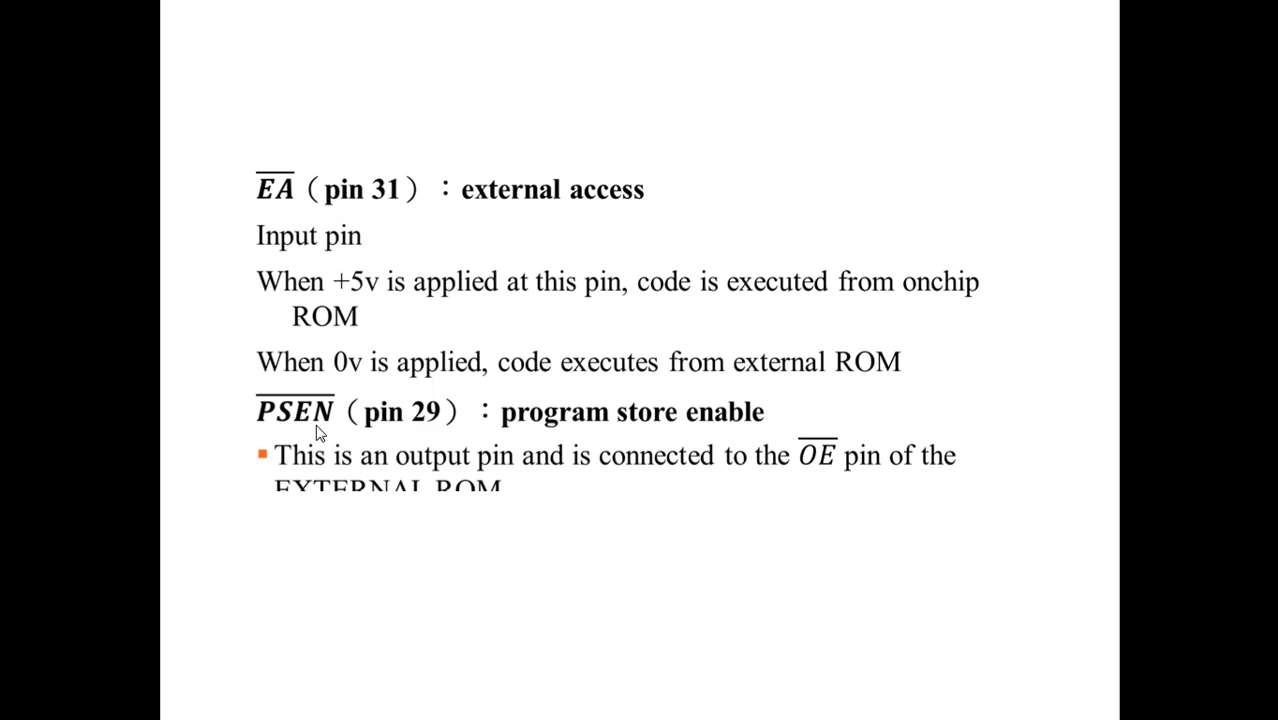 EA（pin 31）：external access
Input pin
When +5v is applied at this pin, code is executed from onchip
ROM
When 0v is applied, code executes from external ROM
PSEN（pin 29）：program store enable
▪ This is an output pin and is connected to the OE pin of the
EXTERNAL ROM